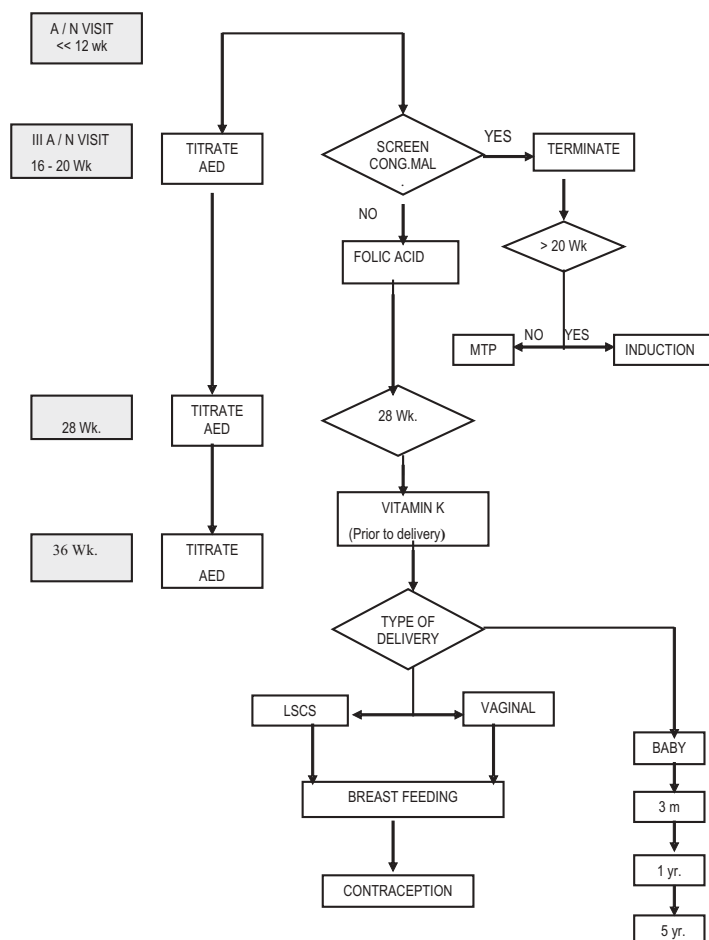 A / N VISIT
<< 12 wk
III A / N VISIT
16 - 20 Wk
TITRATE
AED
SCREEN
CONG.MAL
.
YES
TERMINATE
NO
> 20 Wk
FOLIC ACID
NO
YES
MTP
INDUCTION
28 Wk.
TITRATE
AED
28 Wk.
VITAMIN K
(Prior to delivery)
36 Wk.
TITRATE
AED
TYPE OF
DELIVERY
LSCS
VAGINAL
BABY
BREAST FEEDING
3 m
CONTRACEPTION
1 yr.
5 yr.